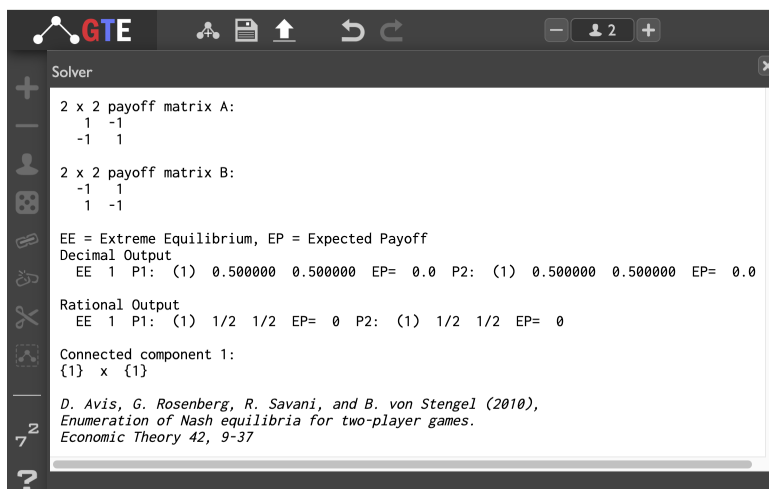 GTE
2
Solver
2 x 2 payoff matrix A:
1 -1
-1 1
2 x 2 payoff matrix B:
-1 1
1 -1
EE = Extreme Equilibrium, EP = Expected Payoff
Decimal Output
EE 1 P1: (1) 0.500000 0.500000 EP= 0.0 P2: (1) 0.500000 0.500000 EP= 0.0
Rational Output
EE 1 P1: (1) 1/2 1/2 EP= 0 P2: (1) 1/2 1/2 EP= 0
Connected component 1:
{1} x {1}
D. Avis, G. Rosenberg, R. Savani, and B. von Stengel (2010),
Enumeration of Nash equilibria for two-player games.
Economic Theory 42, 9-37
7 2
?